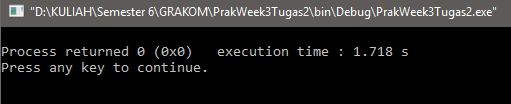 "D:\KULIAH\Semester 6\GRAKOM\PrakWeek3Tugas2\bin\Debug\PrakWeek3Tugas2.exe"
Process returned 0 (0x0)   execution time : 1.718 s
Press any key to continue.